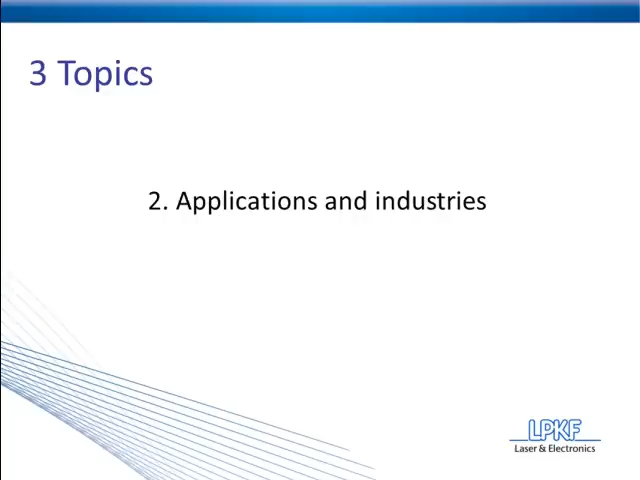 3 Topics
2. Applications and industries
LPKF
Laser & Electronics